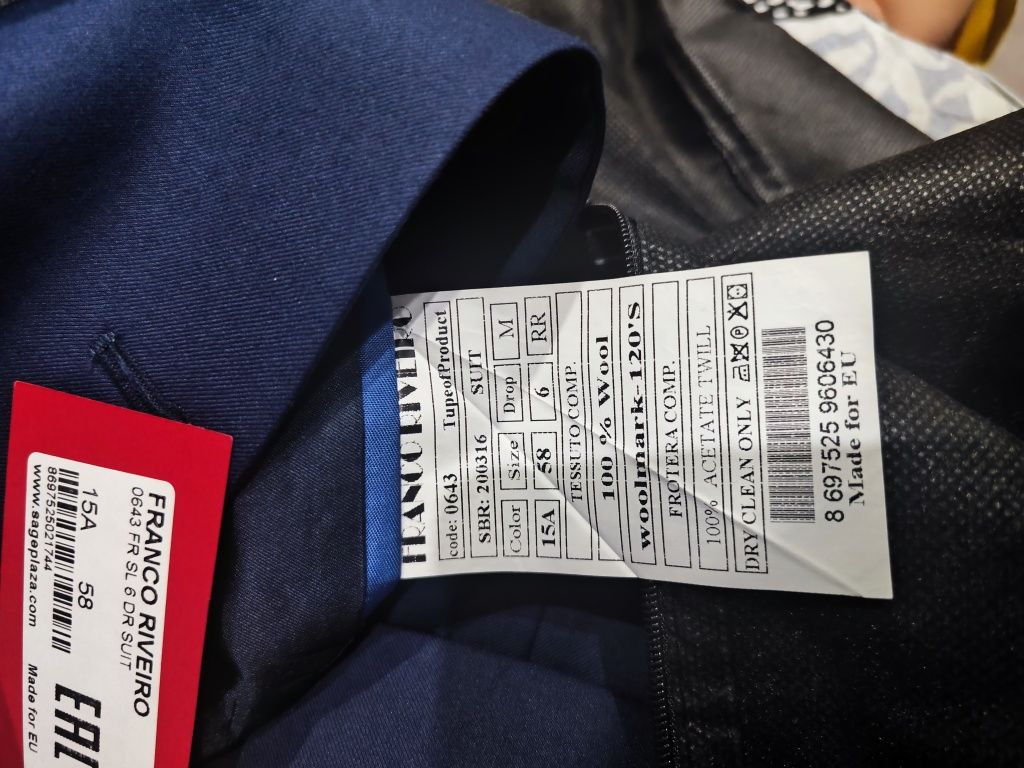 FRANCO RIVEIRO
code: 0643 TupeofProduct
SBR: 200316 SUIT
Color Size Drop M
15A 58 6 RR
TESSUTO COMP.
100 % Wool
woolmark-120'S
FROTERA COMP.
100% ACETATE TWILL
DRY CLEAN ONLY
8 697525 9606430
Made for EU
FRANCO RIVEIRO
0643 FR SL 6 DR SUIT
15A 58
8697525021744
www.sageplaza.com
Made for EU
EAC